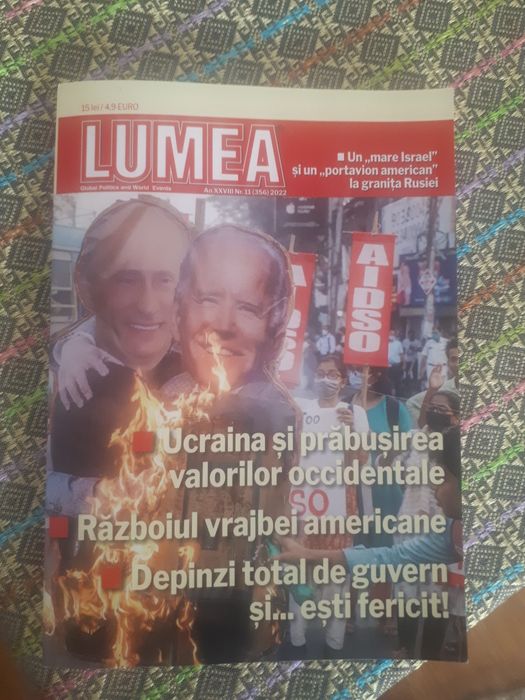 15 lei / 4,9 EURO
LUMEA
Global Politics and World Events
An XXVIII Nr. 11 (356) 2022
■ Un „mare Israel”
și un „portavion american”
la granița Rusiei
AIDSO
AIDSO
■ Ucraina și prăbușirea
valorilor occidentale
SO
■ Războiul vrajbei americane
■ Depinzi total de guvern
și... ești fericit!